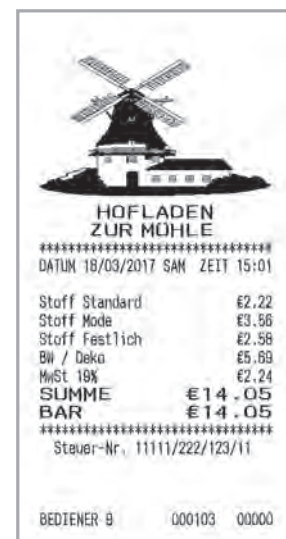 HOFLADEN
ZUR MÜHLE
********************************
DATUM 18/03/2017 SAM ZEIT 15:01
Stoff Standard €2.22
Stoff Mode €3.56
Stoff Festlich €2.58
BW / Deko €5.69
MwSt 19% €2.24
SUMME €14.05
BAR €14.05
********************************
Steuer-Nr. 11111/222/123/11
BEDIENER 9 000103 00000